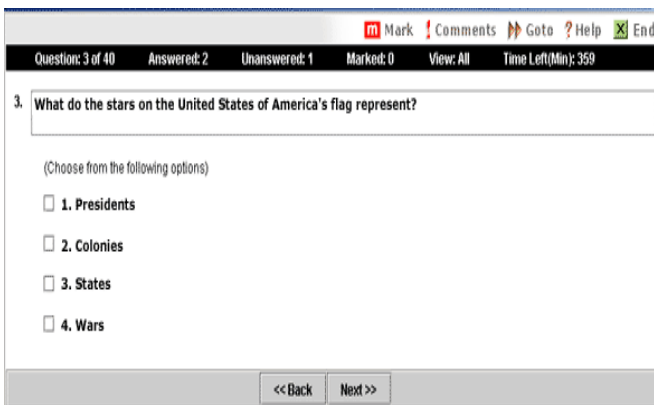 m Mark ! Comments Goto ? Help X End
Question: 3 of 40 Answered: 2 Unanswered: 1 Marked: 0 View: All Time Left(Min): 359
3. What do the stars on the United States of America's flag represent?
(Choose from the following options)
1. Presidents
2. Colonies
3. States
4. Wars
<< Back Next >>